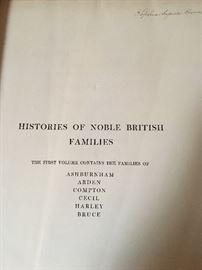 HISTORIES OF NOBLE BRITISH
FAMILIES
THE FIRST VOLUME CONTAINS THE FAMILIES OF
ASHBURNHAM
ARDEN
COMPTON
CECIL
HARLEY
BRUCE